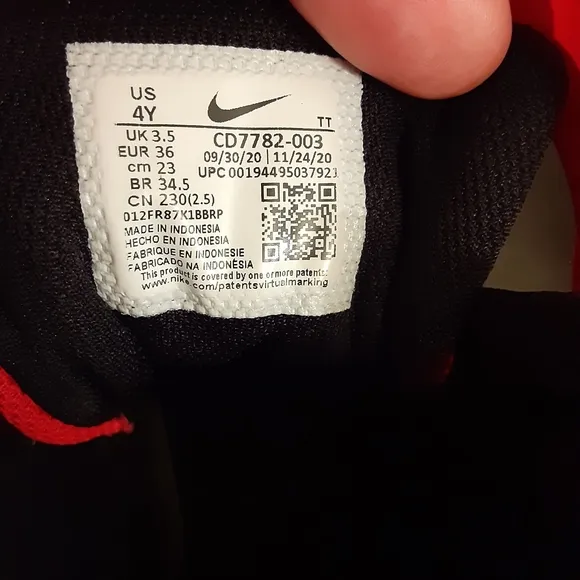 US
4Y
TT
UK 3.5
CD7782-003
EUR 36
09/30/20 | 11/24/20
cm 23
UPC 00194495037921
BR 34.5
CN 230(2.5)
012FR87X1BBRP
MADE IN INDONESIA
HECHO EN INDONESIA
FABRIQUE EN INDONESIE
FABRICADO NA INDONÉSIA
This product is covered by one or more patents:
www.nike.com/patentsvirtualmarking